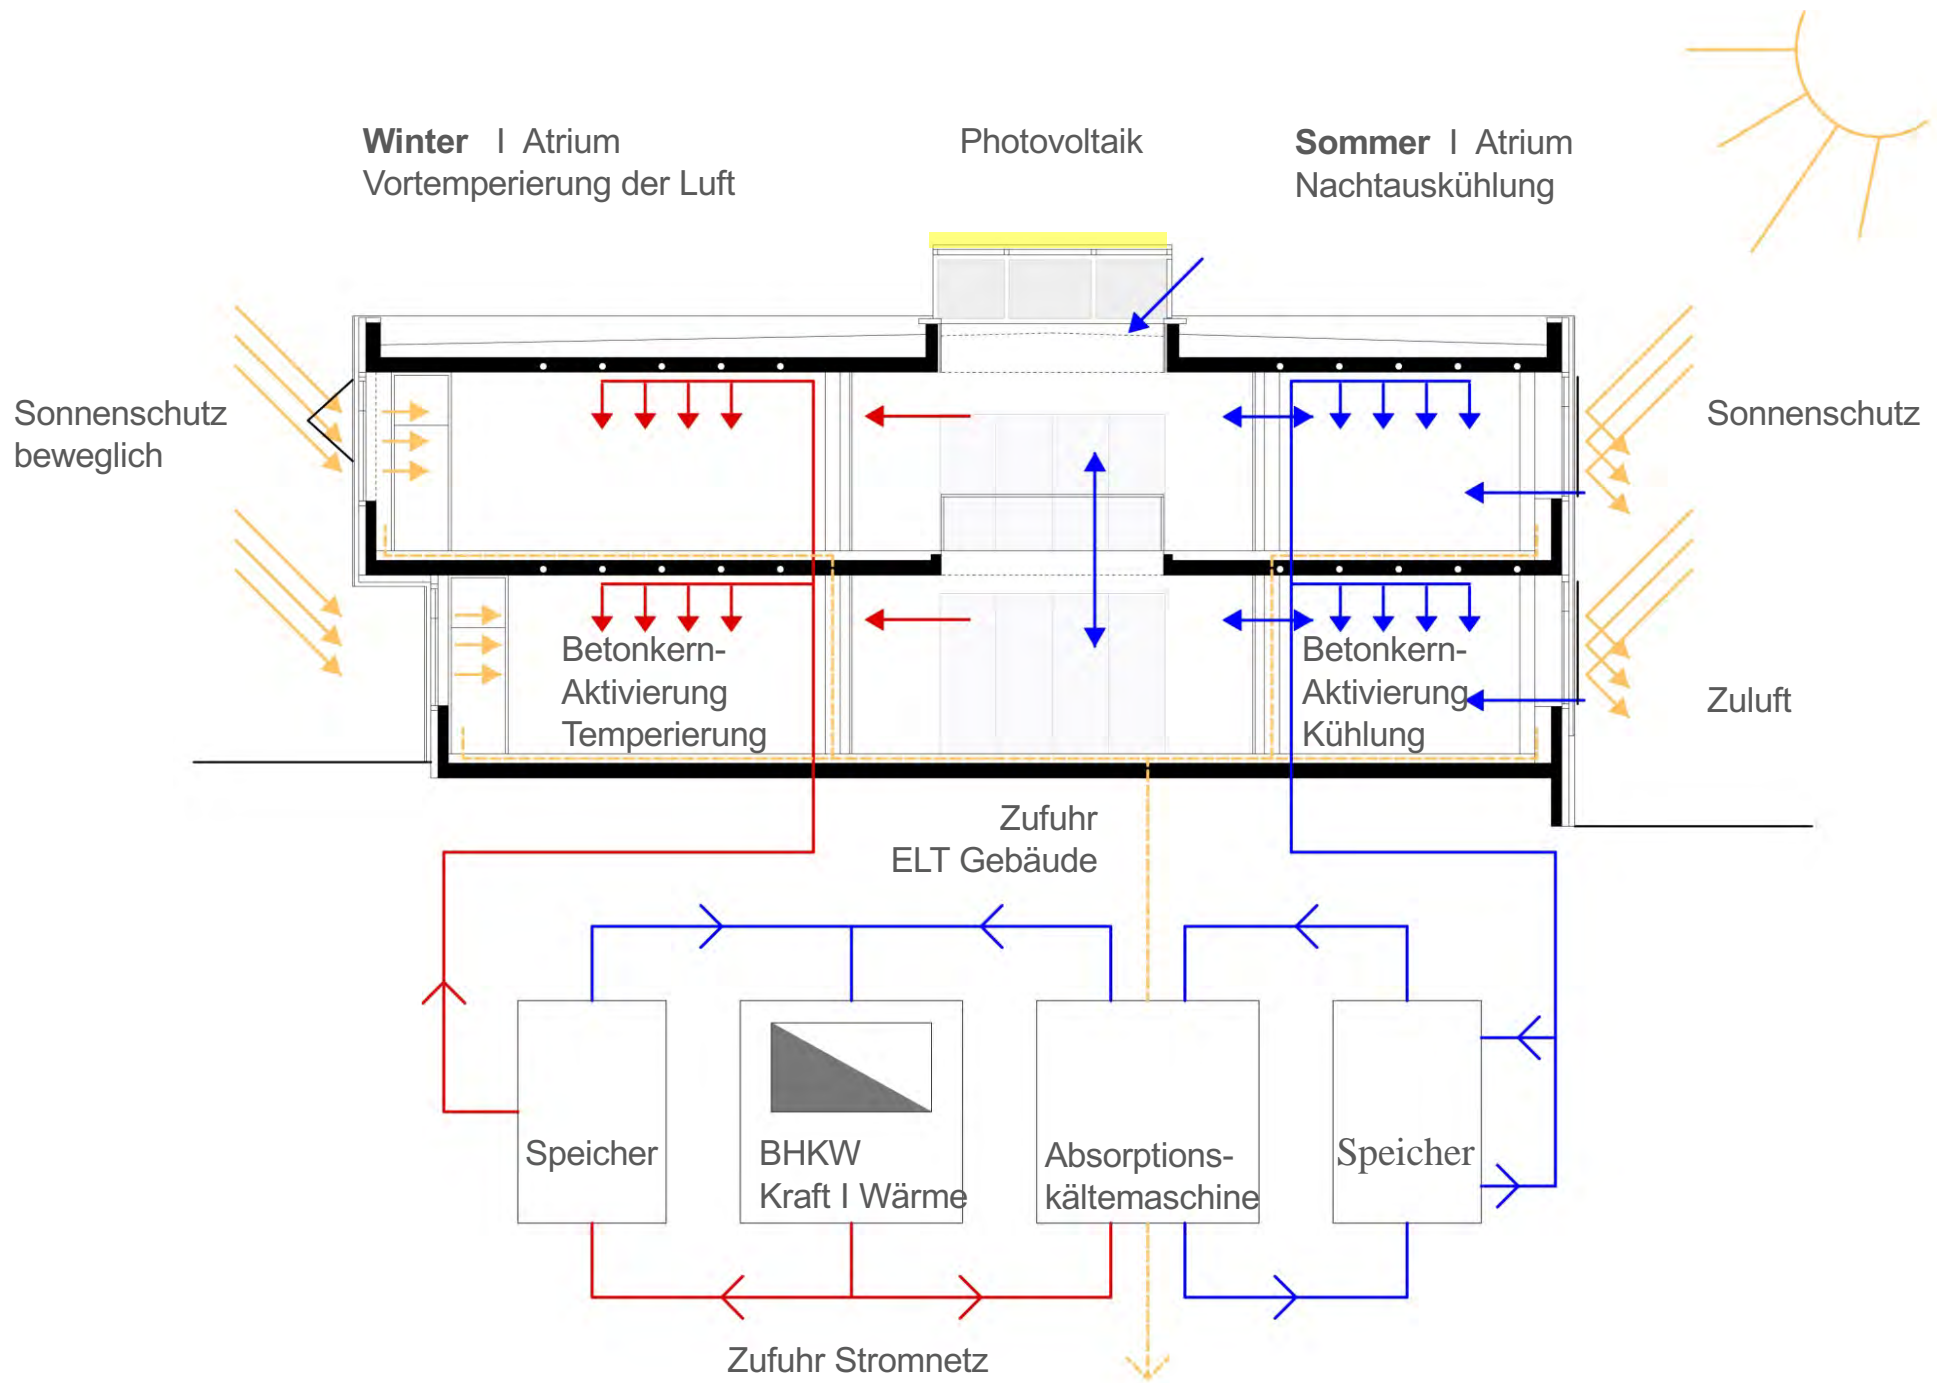 Winter I Atrium
Vortemperierung der Luft
Photovoltaik
Sommer I Atrium
Nachtauskühlung
Sonnenschutz
beweglich
Sonnenschutz
Betonkern-
Aktivierung
Temperierung
Betonkern-
Aktivierung
Kühlung
Zuluft
Zufuhr
ELT Gebäude
Speicher
BHKW
Kraft I Wärme
Absorptions-
kältemaschine
Speicher
Zufuhr Stromnetz